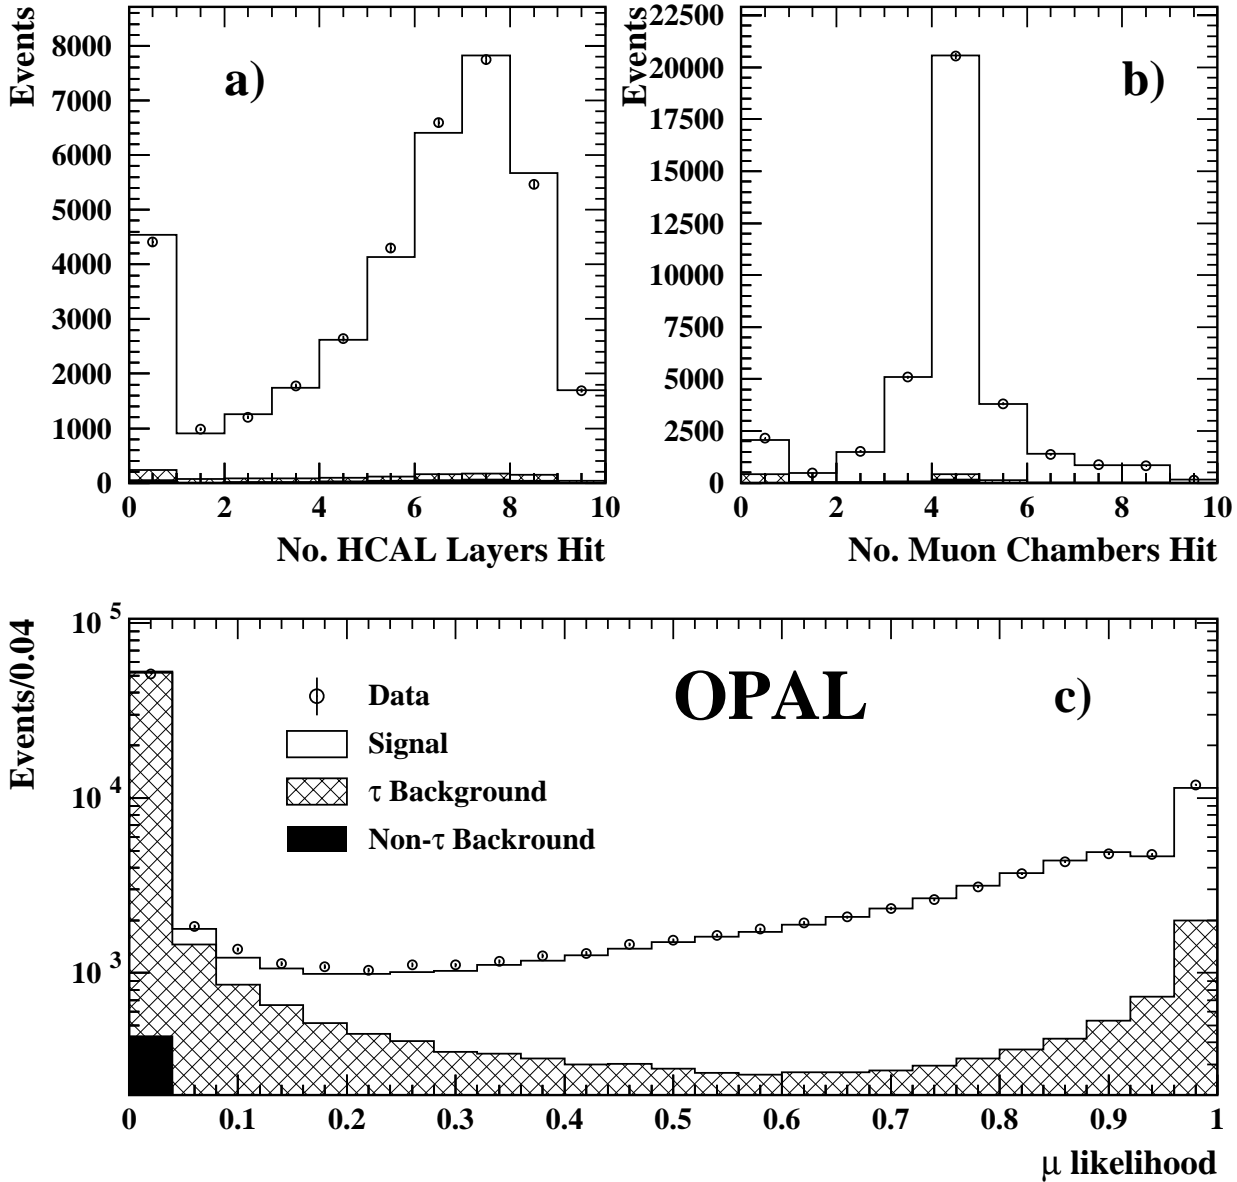 Events
a)
8000
7000
6000
5000
4000
3000
2000
1000
0
0 2 4 6 8 10
No. HCAL Layers Hit
Events
b)
22500
20000
17500
15000
12500
10000
7500
5000
2500
0
0 2 4 6 8 10
No. Muon Chambers Hit
Events/0.04
OPAL
c)
10 5
10 4
10 3
Data
Signal
τ Background
Non-τ Backround
0 0.1 0.2 0.3 0.4 0.5 0.6 0.7 0.8 0.9 1
μ likelihood